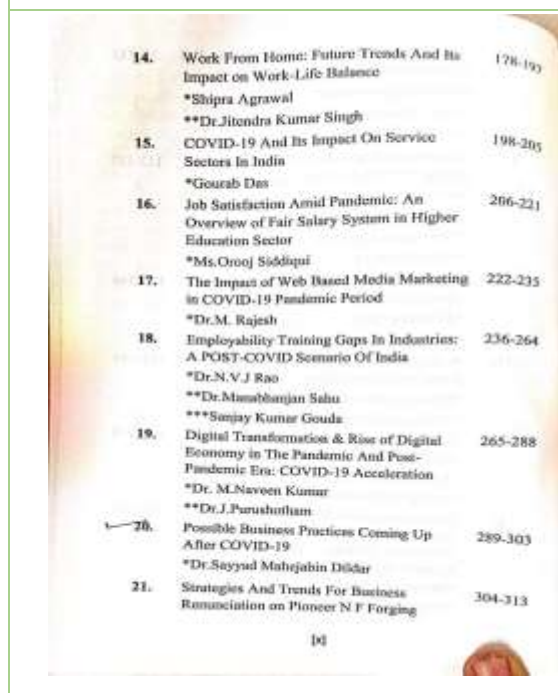 14. Work From Home: Future Trends And Its 178-197
Impact on Work-Life Balance
*Shipra Agrawal
**Dr.Jitendra Kumar Singh
15. COVID-19 And Its Impact On Service 198-205
Sectors In India
*Gourab Das
16. Job Satisfaction Amid Pandemic: An 206-221
Overview of Fair Salary System in Higher
Education Sector
*Ms.Orooj Siddiqui
17. The Impact of Web Based Media Marketing 222-235
in COVID-19 Pandemic Period
*Dr.M. Rajesh
18. Employability Training Gaps In Industries: 236-264
A POST-COVID Scenario Of India
*Dr.N.V.J Rao
**Dr.Manabhanjan Sahu
***Sanjay Kumar Gouda
19. Digital Transformation & Rise of Digital 265-288
Economy in The Pandemic And Post-
Pandemic Era: COVID-19 Acceleration
*Dr. M.Naveen Kumar
**Dr.J.Purushotham
20. Possible Business Practices Coming Up 289-303
After COVID-19
*Dr.Sayyad Mahejabin Dildar
21. Strategies And Trends For Business 304-313
Renunciation on Pioneer N F Forging
[x]